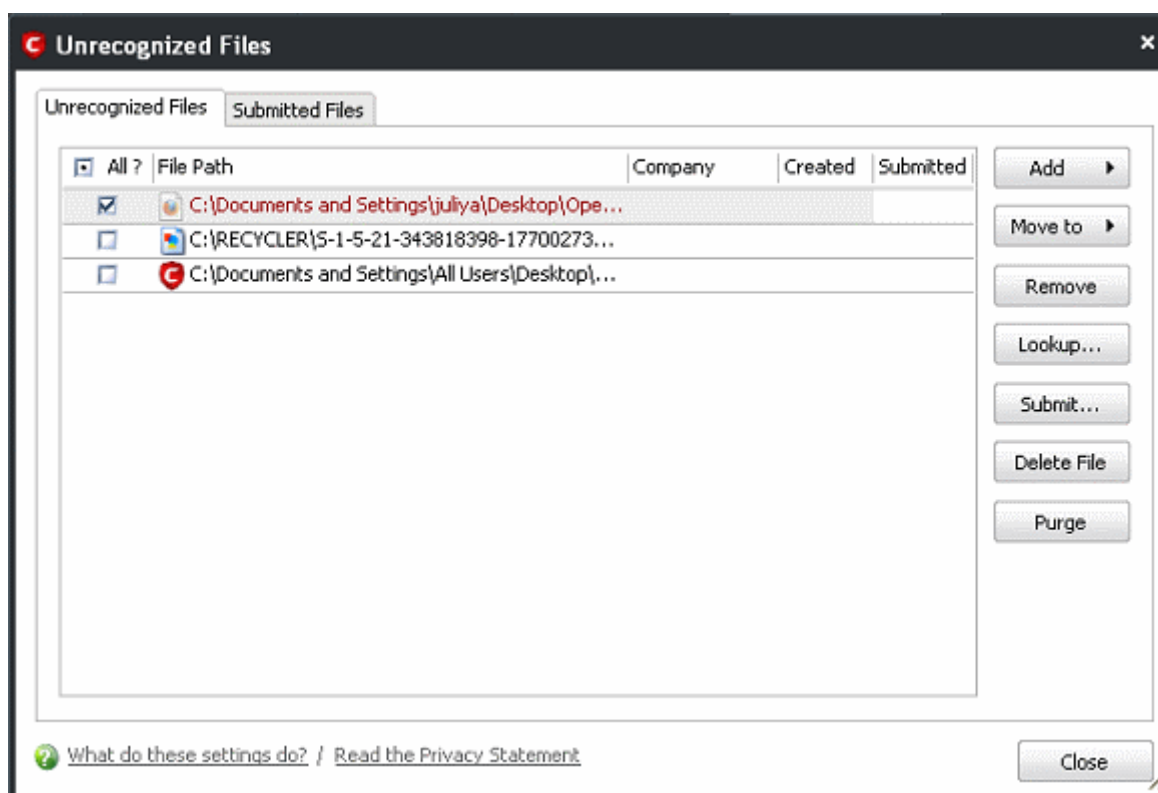 Unrecognized Files
Unrecognized Files Submitted Files
All ? File Path Company Created Submitted
C:\Documents and Settings\juliya\Desktop\Ope...
C:\RECYCLER\S-1-5-21-343818398-17700273...
C:\Documents and Settings\All Users\Desktop\...
Add
Move to
Remove
Lookup...
Submit...
Delete File
Purge
What do these settings do? / Read the Privacy Statement
Close